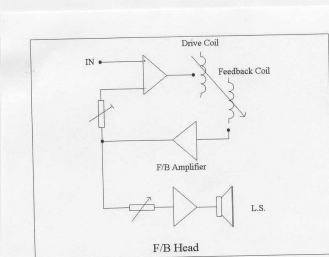 Drive Coil
IN
Feedback Coil
F/B Amplifier
L.S.
F/B Head